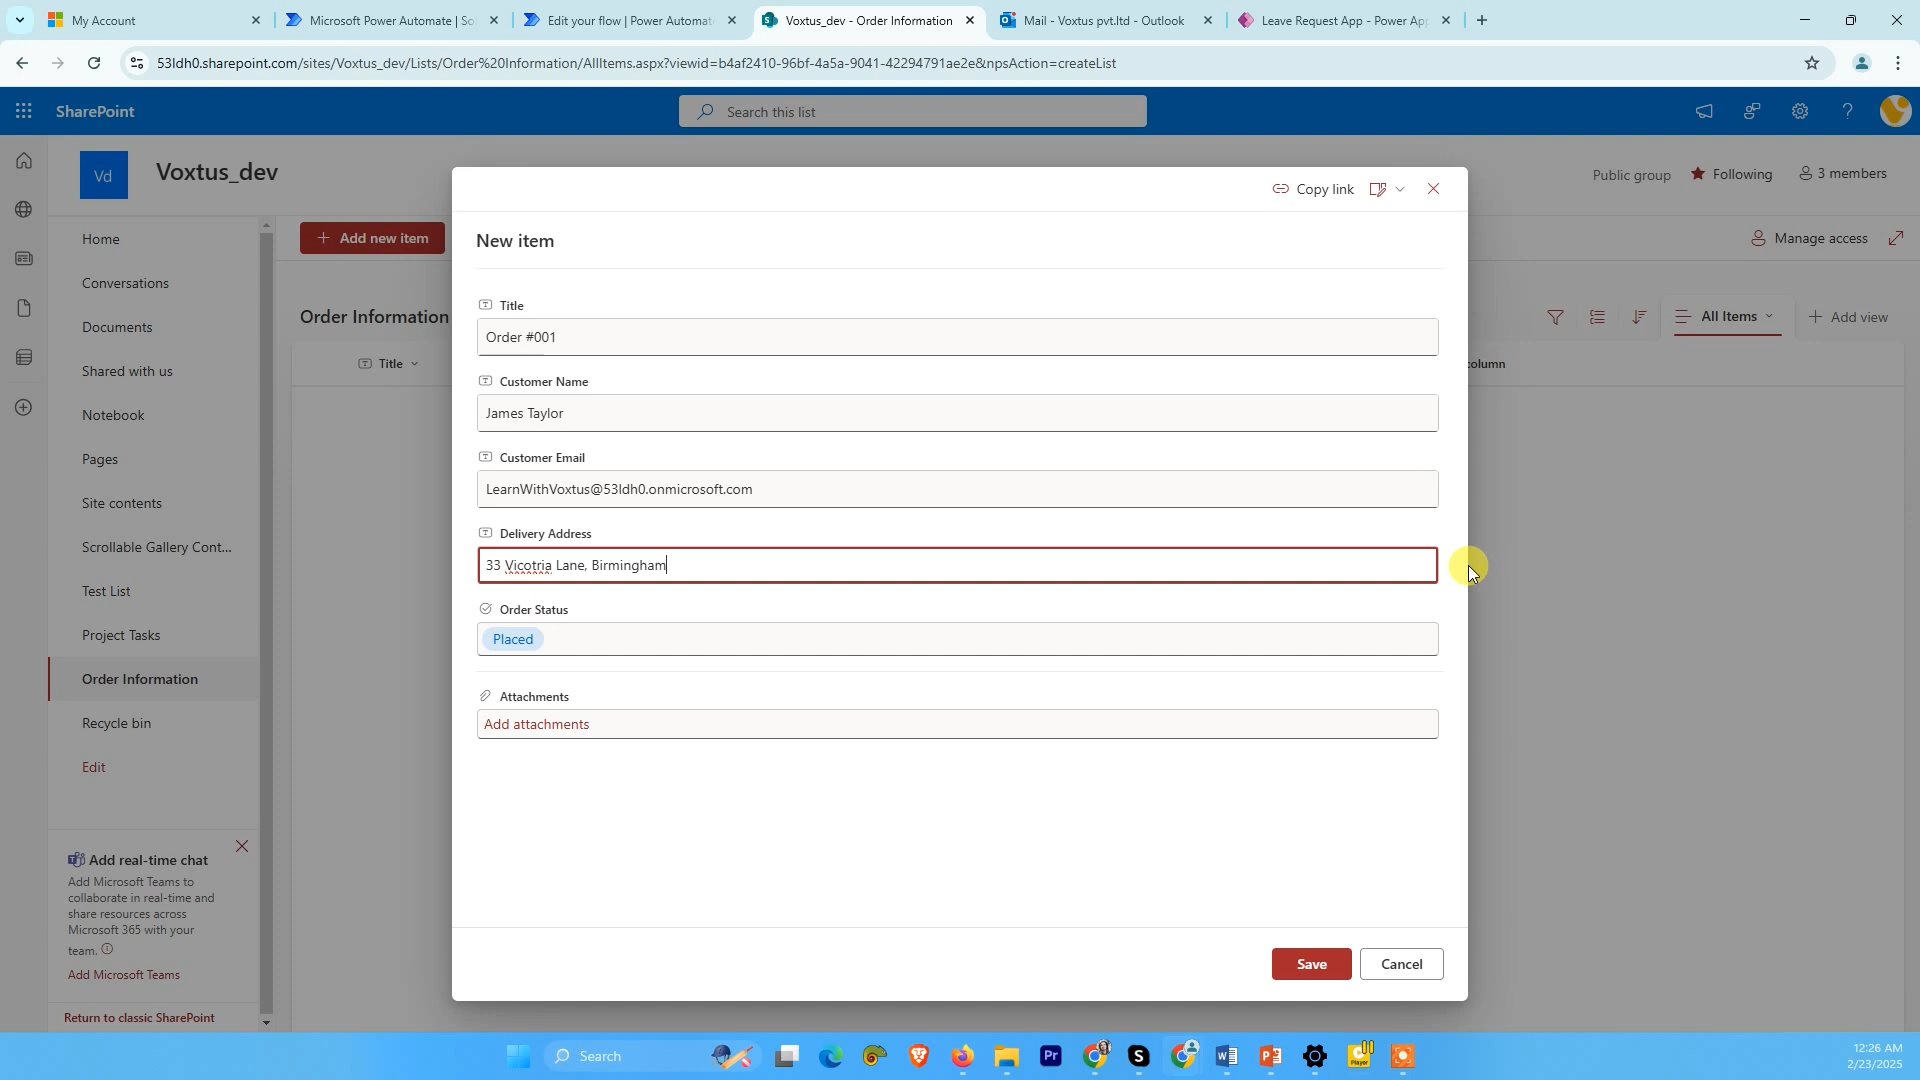 My Account
Microsoft Power Automate | So
Edit your flow | Power Automat
Voxtus_dev - Order Information
Mail - Voxtus pvt.ltd - Outlook
Leave Request App - Power Ap
53ldh0.sharepoint.com/sites/Voxtus_dev/Lists/Order%20Information/AllItems.aspx?viewid=b4af2410-96bf-4a5a-9041-42294791ae2e&npsAction=createList
SharePoint
Search this list
Vd
Voxtus_dev
Public group
Following
3 members
Home
Conversations
Documents
Shared with us
Notebook
Pages
Site contents
Scrollable Gallery Cont...
Test List
Project Tasks
Order Information
Recycle bin
Edit
Add real-time chat
Add Microsoft Teams to
collaborate in real-time and
share resources across
Microsoft 365 with your
team.
Add Microsoft Teams
Return to classic SharePoint
Add new item
Manage access
Order Information
All Items
Add view
Title
column
Copy link
New item
Title
Order #001
Customer Name
James Taylor
Customer Email
LearnWithVoxtus@53ldh0.onmicrosoft.com
Delivery Address
33 Vicotria Lane, Birmingham
Order Status
Placed
Attachments
Add attachments
Save
Cancel
Search
12:26 AM
2/23/2025